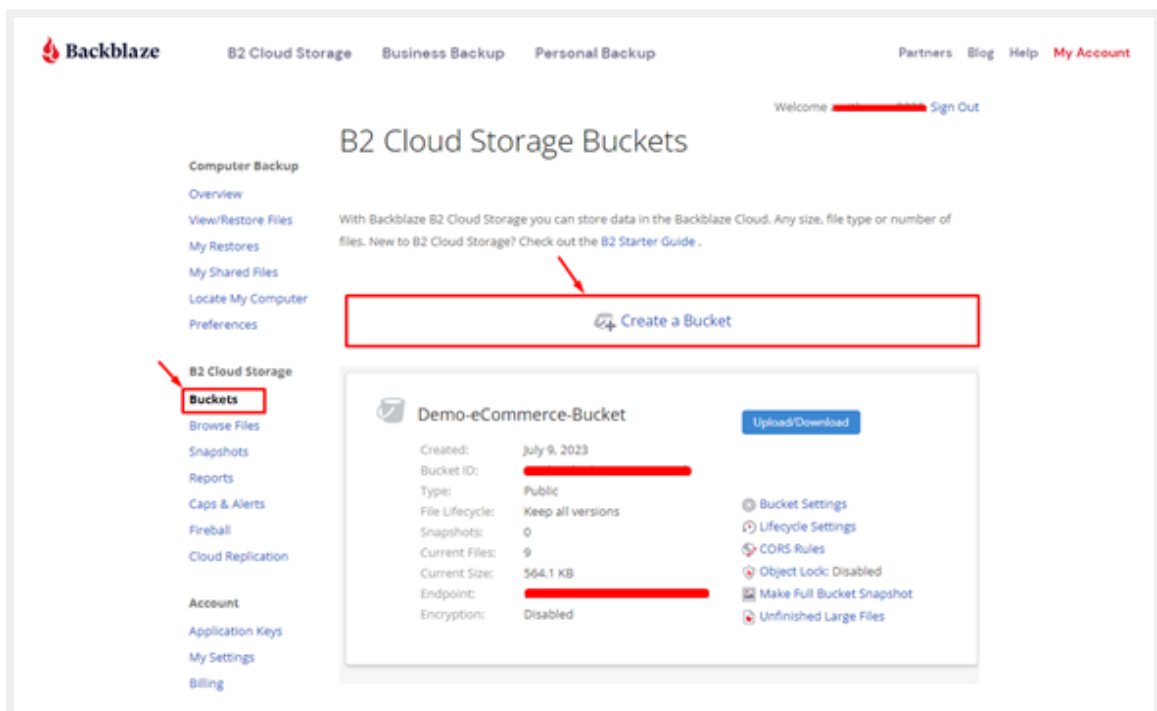 Backblaze
B2 Cloud Storage Business Backup Personal Backup
Partners Blog Help My Account
Welcome Sign Out
B2 Cloud Storage Buckets
Computer Backup
Overview
View/Restore Files
My Restores
My Shared Files
Locate My Computer
Preferences
B2 Cloud Storage
Buckets
Browse Files
Snapshots
Reports
Caps & Alerts
Fireball
Cloud Replication
Account
Application Keys
My Settings
Billing
With Backblaze B2 Cloud Storage you can store data in the Backblaze Cloud. Any size, file type or number of
files. New to B2 Cloud Storage? Check out the B2 Starter Guide .
Create a Bucket
Demo-eCommerce-Bucket
Upload/Download
Created: July 9, 2023
Bucket ID:
Type: Public
File Lifecycle: Keep all versions
Snapshots: 0
Current Files: 9
Current Size: 564.1 KB
Endpoint:
Encryption: Disabled
Bucket Settings
Lifecycle Settings
CORS Rules
Object Lock: Disabled
Make Full Bucket Snapshot
Unfinished Large Files